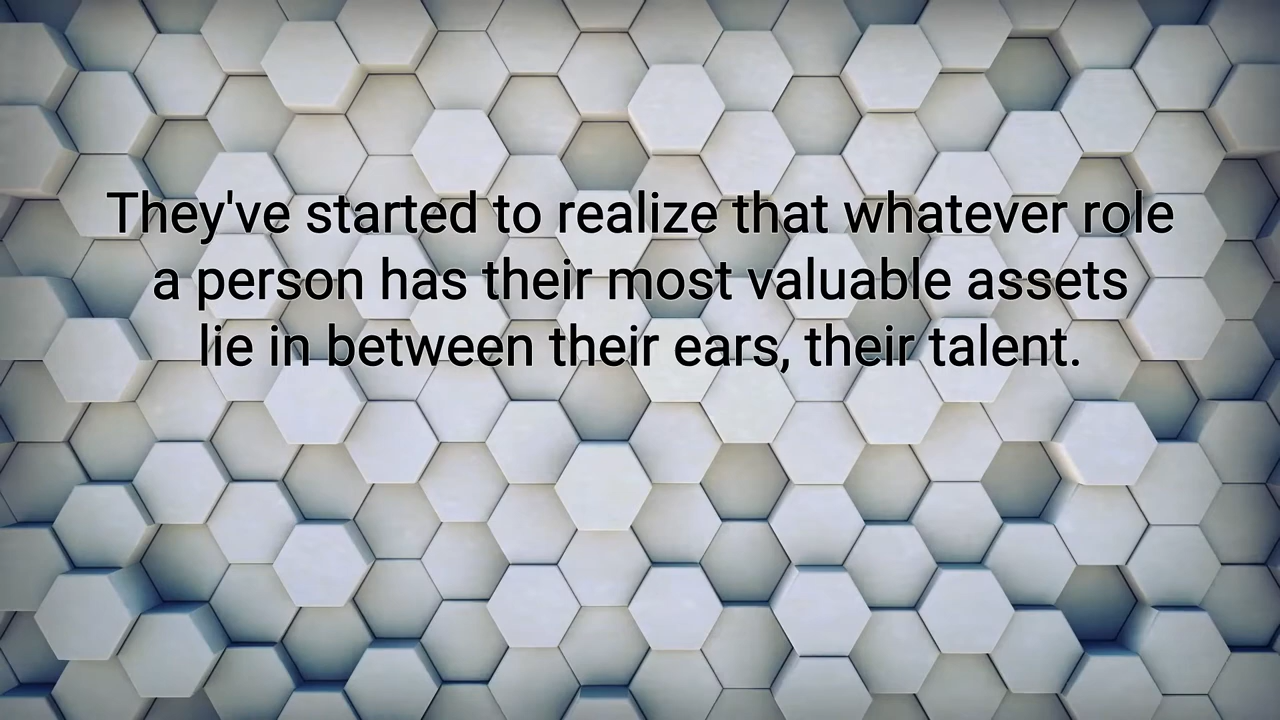 They've started to realize that whatever role
a person has their most valuable assets
lie in between their ears, their talent.